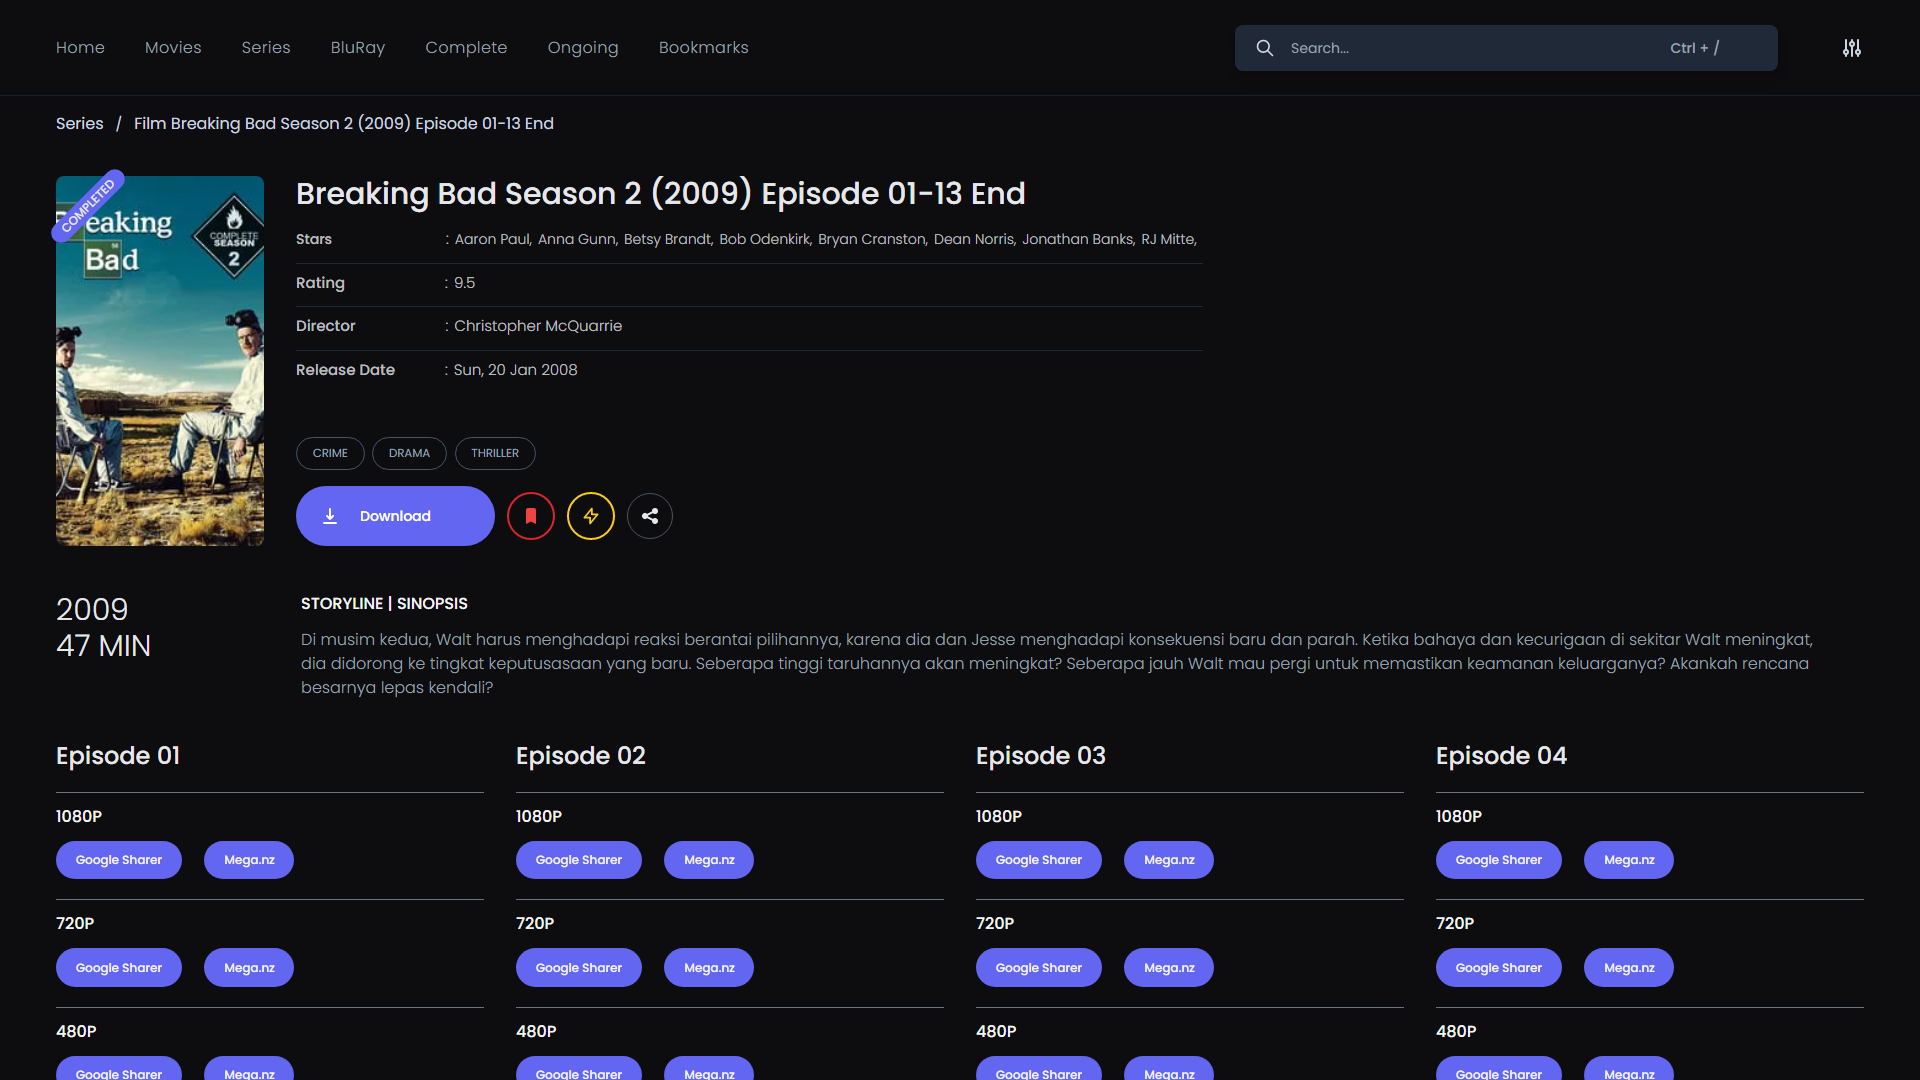 Home Movies Series BluRay Complete Ongoing Bookmarks Search... Ctrl + /
Series / Film Breaking Bad Season 2 (2009) Episode 01-13 End
COMPLETED
Breaking
Bad
COMPLETE
SEASON
2
Breaking Bad Season 2 (2009) Episode 01-13 End
Stars : Aaron Paul, Anna Gunn, Betsy Brandt, Bob Odenkirk, Bryan Cranston, Dean Norris, Jonathan Banks, RJ Mitte,
Rating : 9.5
Director : Christopher McQuarrie
Release Date : Sun, 20 Jan 2008
CRIME DRAMA THRILLER
Download
2009
47 MIN
STORYLINE | SINOPSIS
Di musim kedua, Walt harus menghadapi reaksi berantai pilihannya, karena dia dan Jesse menghadapi konsekuensi baru dan parah. Ketika bahaya dan kecurigaan di sekitar Walt meningkat,
dia didorong ke tingkat keputusasaan yang baru. Seberapa tinggi taruhannya akan meningkat? Seberapa jauh Walt mau pergi untuk memastikan keamanan keluarganya? Akankah rencana
besarnya lepas kendali?
Episode 01 Episode 02 Episode 03 Episode 04
1080P 1080P 1080P 1080P
Google Sharer Mega.nz Google Sharer Mega.nz Google Sharer Mega.nz Google Sharer Mega.nz
720P 720P 720P 720P
Google Sharer Mega.nz Google Sharer Mega.nz Google Sharer Mega.nz Google Sharer Mega.nz
480P 480P 480P 480P
Google Sharer Mega.nz Google Sharer Mega.nz Google Sharer Mega.nz Google Sharer Mega.nz